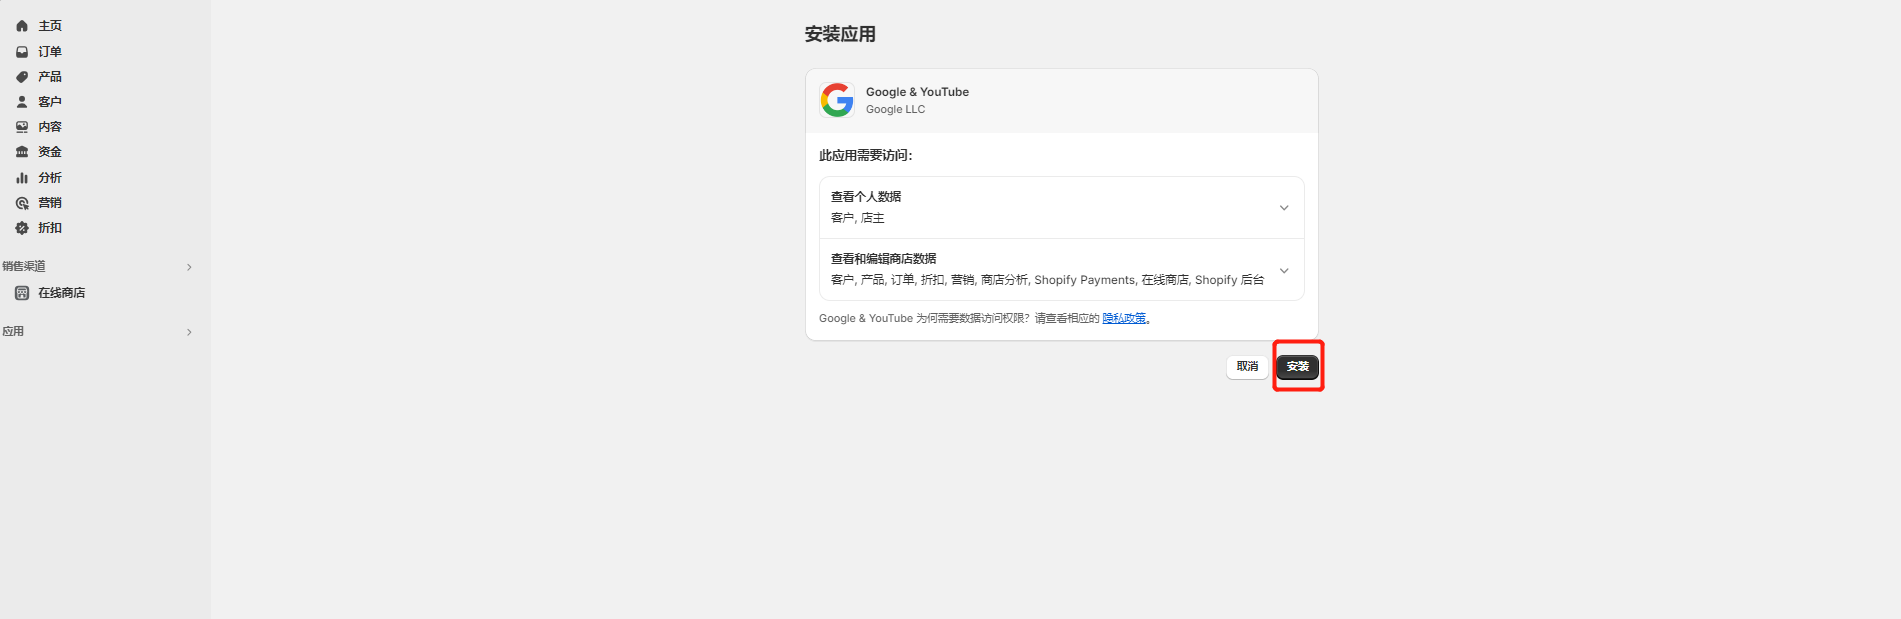 主页
订单
产品
客户
内容
资金
分析
营销
折扣
销售渠道
在线商店
应用
安装应用
Google & YouTube
Google LLC
此应用需要访问：
查看个人数据
客户, 店主
查看和编辑商店数据
客户, 产品, 订单, 折扣, 营销, 商店分析, Shopify Payments, 在线商店, Shopify 后台
Google & YouTube 为何需要数据访问权限？请查看相应的 隐私政策。
取消
安装